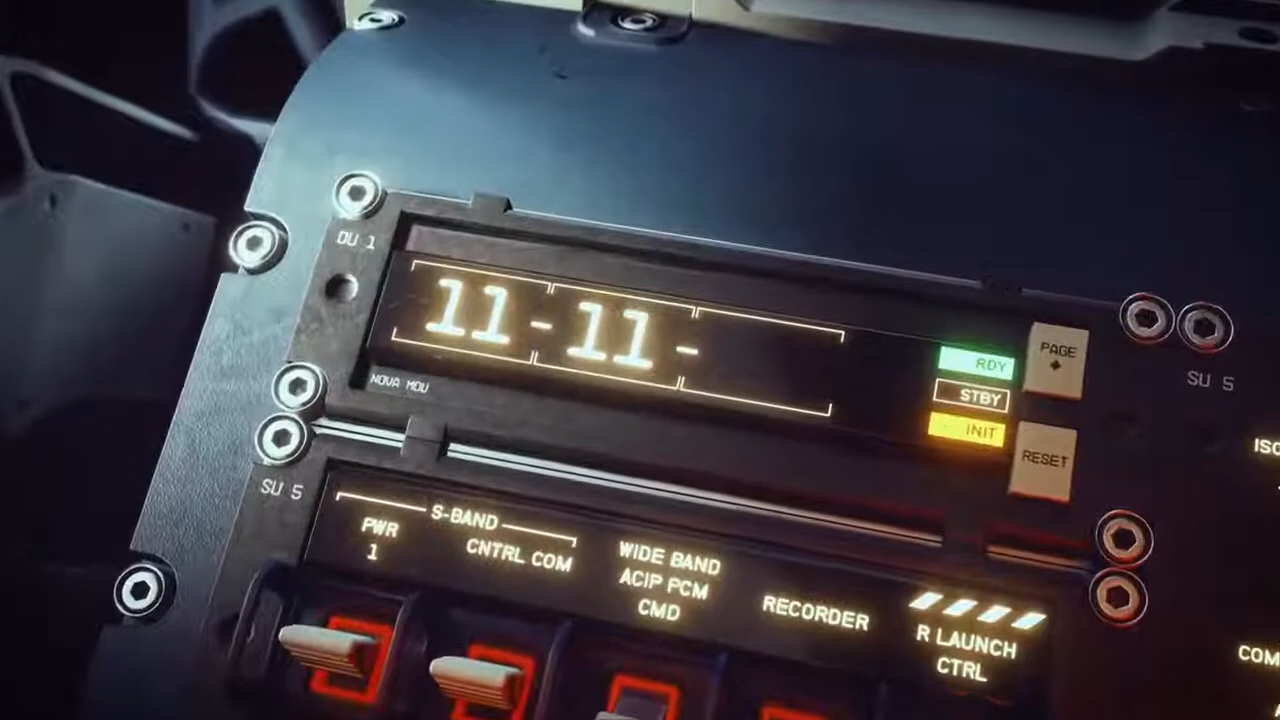 DU 1
11-11-
RDY
STBY
INIT
PAGE
RESET
NOVA MOU
SU 5
SU 5
S-BAND
PWR
1
CNTRL COM
WIDE BAND
ACIP PCM
CMD
RECORDER
R LAUNCH
CTRL
ISO
COM